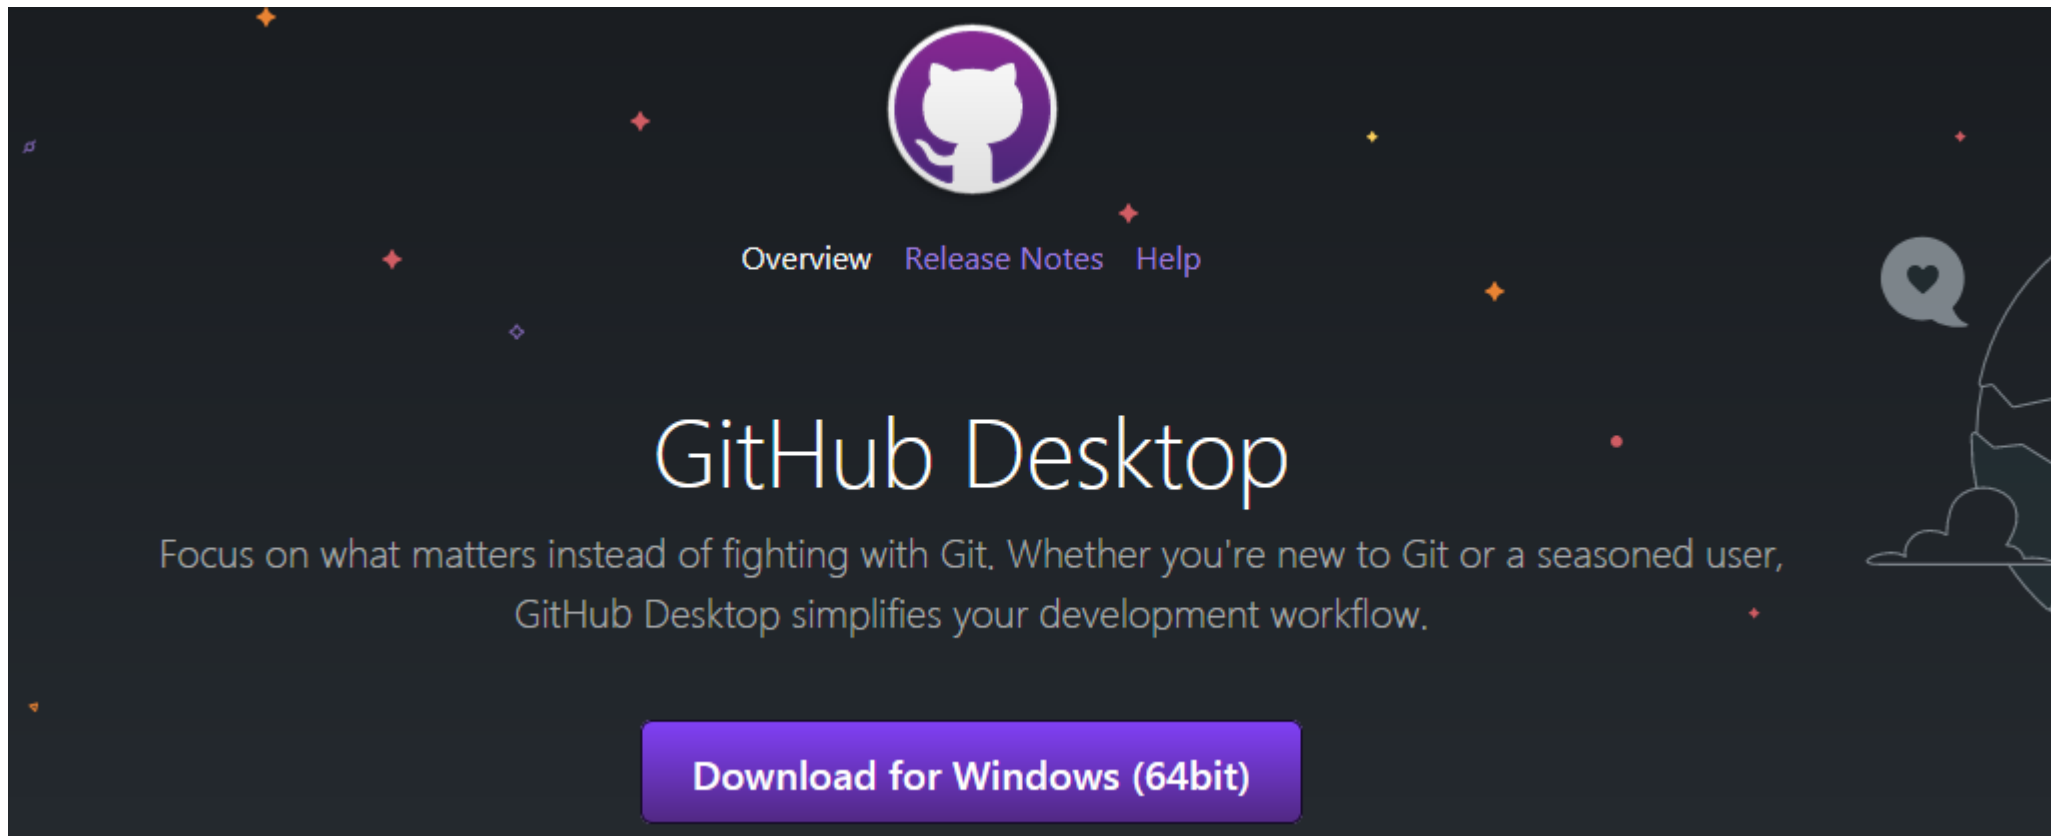 Overview Release Notes Help
GitHub Desktop
Focus on what matters instead of fighting with Git. Whether you're new to Git or a seasoned user,
GitHub Desktop simplifies your development workflow.
Download for Windows (64bit)